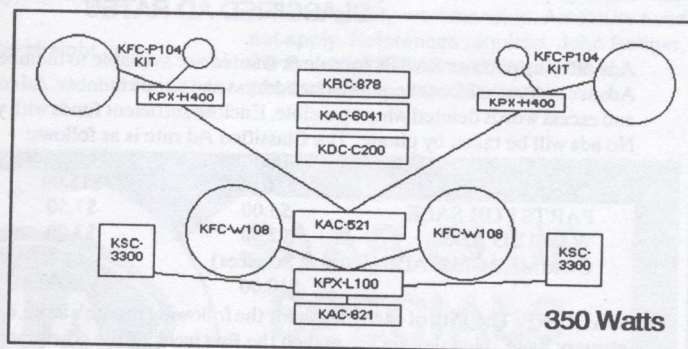 KFC-P104
KIT
KPX-H400
KRC-878
KAC-6041
KDC-C200
KFC-P104
KIT
KPX-H400
KSC-
3300
KFC-W108
KAC-521
KFC-W108
KSC-
3300
KPX-L100
KAC-821
350 Watts